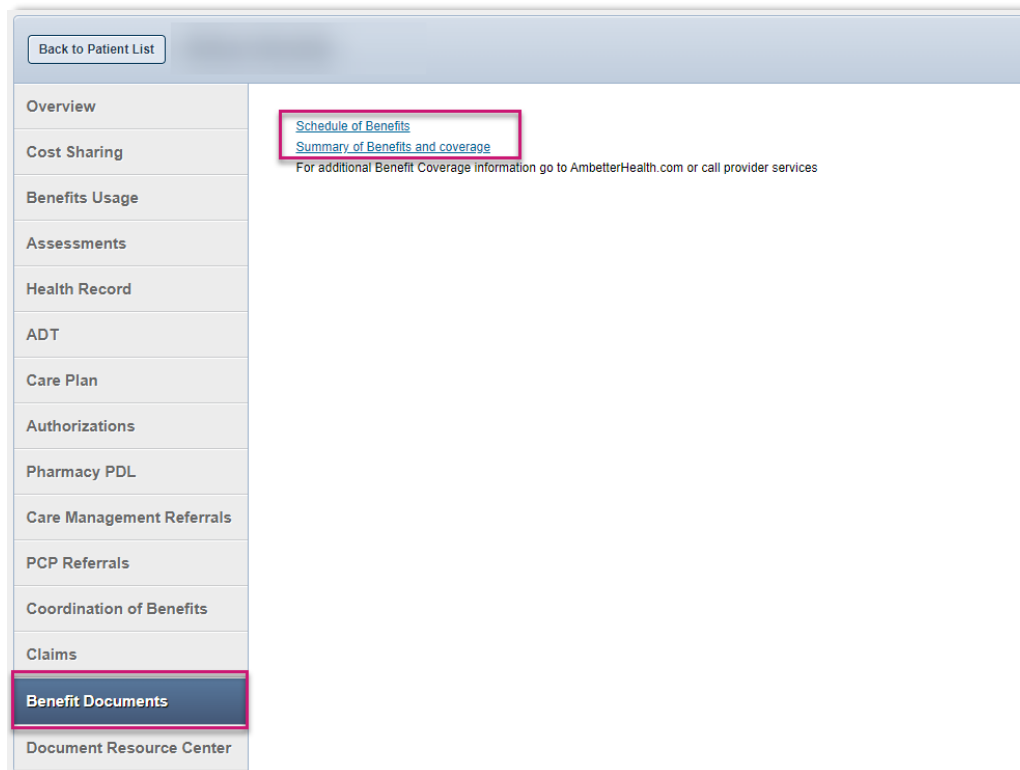 Back to Patient List
Overview
Cost Sharing
Benefits Usage
Assessments
Health Record
ADT
Care Plan
Authorizations
Pharmacy PDL
Care Management Referrals
PCP Referrals
Coordination of Benefits
Claims
Benefit Documents
Document Resource Center
Schedule of Benefits
Summary of Benefits and coverage
For additional Benefit Coverage information go to AmbetterHealth.com or call provider services